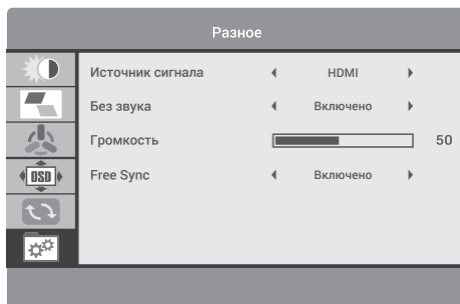 Разное
Источник сигнала HDMI
Без звука Включено
Громкость 50
OSD Free Sync Включено